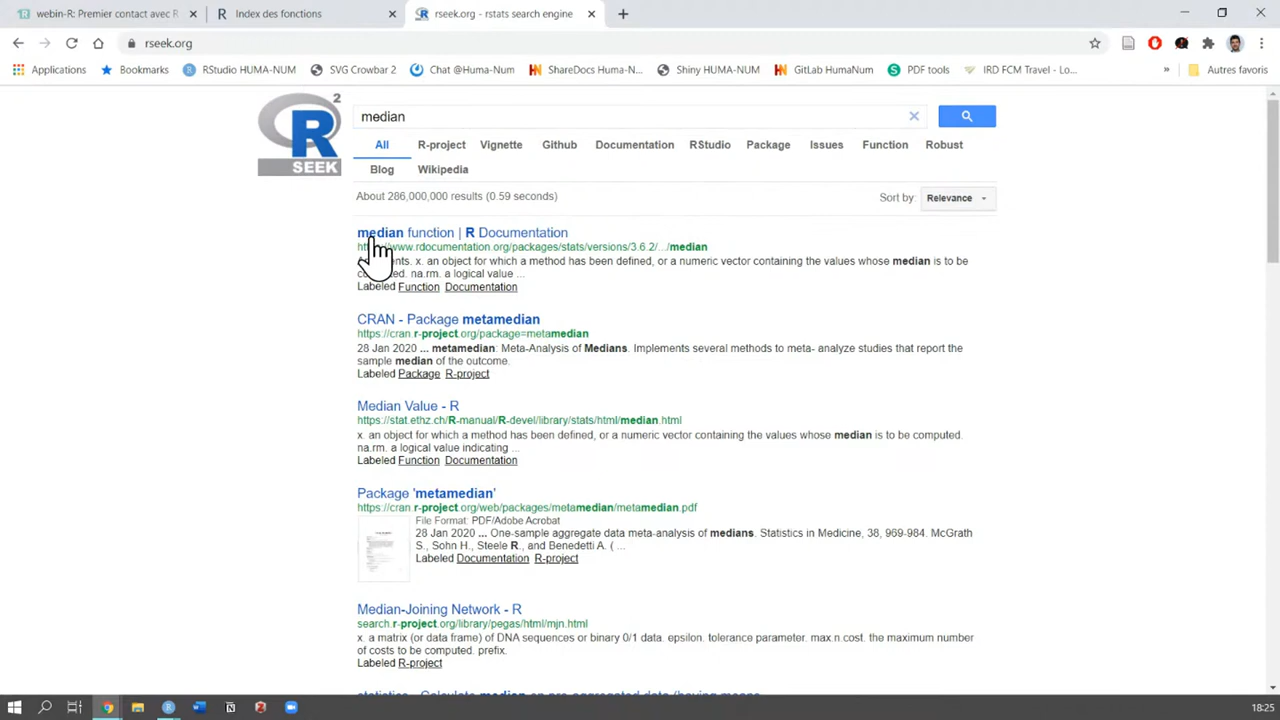 webin-R: Premier contact avec R
Index des fonctions
rseek.org - rstats search engine
rseek.org
Applications
Bookmarks
RStudio HUMA-NUM
SVG Crowbar 2
Chat @Huma-Num
ShareDocs Huma-N...
Shiny HUMA-NUM
GitLab HumaNum
PDF tools
IRD FCM Travel - Lo...
»
Autres favoris
R 2
SEEK
median
All
R-project
Vignette
Github
Documentation
RStudio
Package
Issues
Function
Robust
Blog
Wikipedia
About 286,000,000 results (0.59 seconds)
Sort by:
Relevance
median function | R Documentation
www.rdocumentation.org/packages/stats/versions/3.6.2/.../median
x. an object for which a method has been defined, or a numeric vector containing the values whose median is to be
na.rm. a logical value ...
Labeled Function Documentation
CRAN - Package metamedian
https://cran.r-project.org/package=metamedian
28 Jan 2020 ... metamedian: Meta-Analysis of Medians. Implements several methods to meta- analyze studies that report the
sample median of the outcome.
Labeled Package R-project
Median Value - R
https://stat.ethz.ch/R-manual/R-devel/library/stats/html/median.html
x. an object for which a method has been defined, or a numeric vector containing the values whose median is to be computed.
na.rm. a logical value indicating ...
Labeled Function Documentation
Package 'metamedian'
https://cran.r-project.org/web/packages/metamedian/metamedian.pdf
File Format: PDF/Adobe Acrobat
28 Jan 2020 ... One-sample aggregate data meta-analysis of medians. Statistics in Medicine, 38, 969-984. McGrath
S., Sohn H., Steele R., and Benedetti A. ( ...
Labeled Documentation R-project
Median-Joining Network - R
search.r-project.org/library/pegas/html/mjn.html
x. a matrix (or data frame) of DNA sequences or binary 0/1 data. epsilon. tolerance parameter. max.n.cost. the maximum number
of costs to be computed. prefix.
Labeled R-project
statistics - Calculate median on pre-aggregated data (having means
18:25